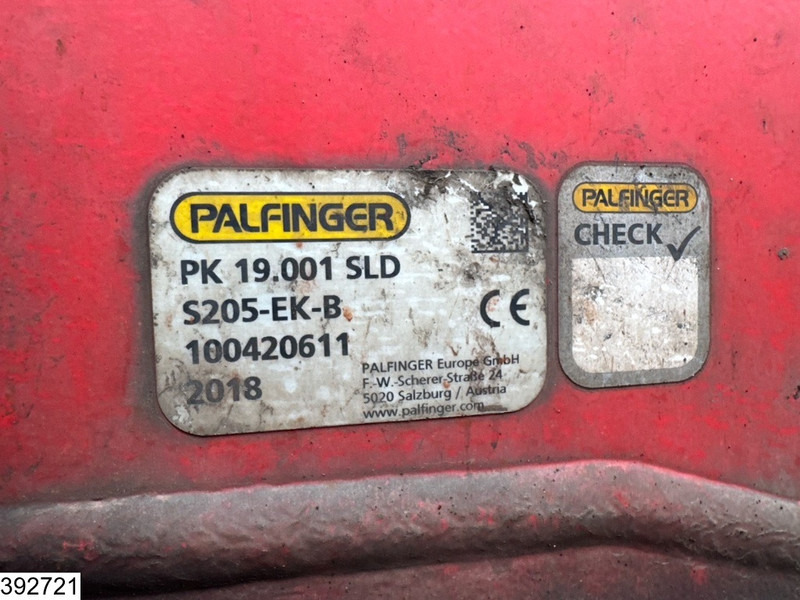 PALFINGER
PK 19.001 SLD
S205-EK-B
100420611
2018
CE
PALFINGER Europe GmbH
F.-W.-Scherer-Straße 24
5020 Salzburg / Austria
www.palfinger.com
PALFINGER
CHECK
392721